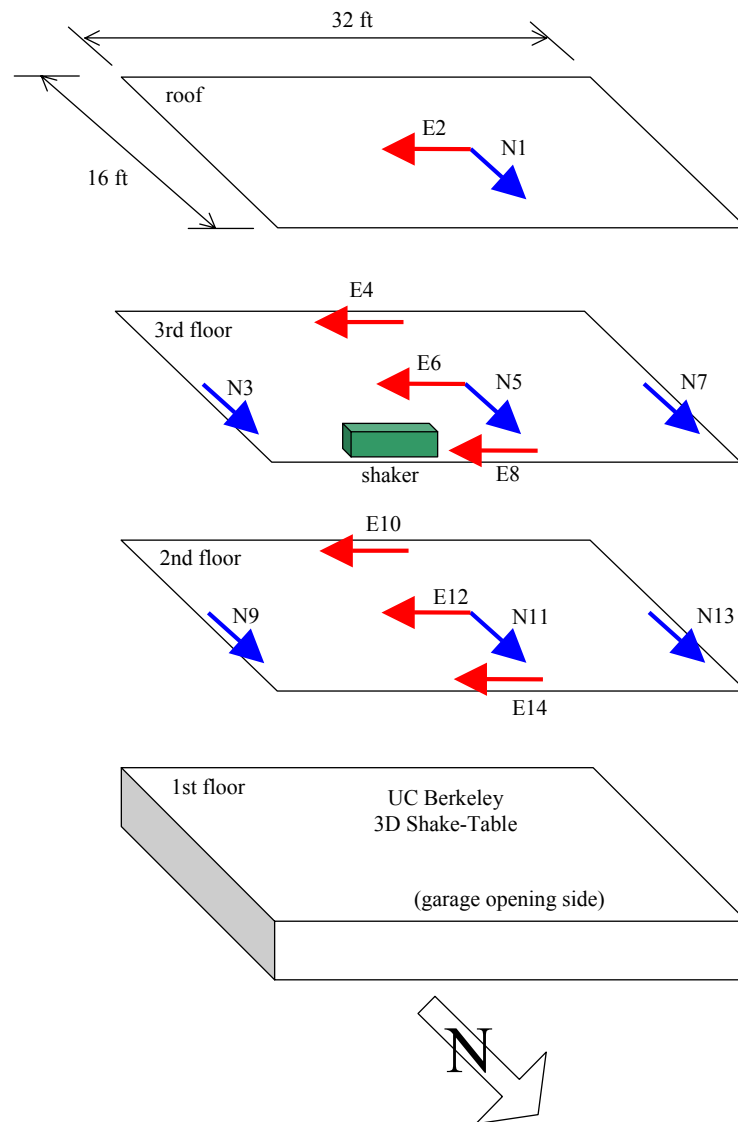 32 ft
roof
E2
N1
16 ft
E4
3rd floor
E6
N3
N5
N7
shaker
E8
E10
2nd floor
E12
N9
N11
N13
E14
1st floor
UC Berkeley
3D Shake-Table
(garage opening side)
N